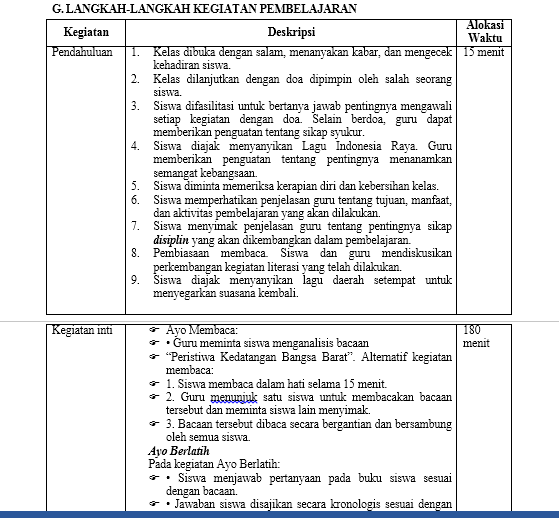 G. LANGKAH-LANGKAH KEGIATAN PEMBELAJARAN
Kegiatan
Deskripsi
Alokasi
Waktu
Pendahuluan
15 menit
1. Kelas dibuka dengan salam, menanyakan kabar, dan mengecek
kehadiran siswa.
2. Kelas dilanjutkan dengan doa dipimpin oleh salah seorang
siswa.
3. Siswa difasilitasi untuk bertanya jawab pentingnya mengawali
setiap kegiatan dengan doa. Selain berdoa, guru dapat
memberikan penguatan tentang sikap syukur.
4. Siswa diajak menyanyikan Lagu Indonesia Raya. Guru
memberikan penguatan tentang pentingnya menanamkan
semangat kebangsaan.
5. Siswa diminta memeriksa kerapian diri dan kebersihan kelas.
6. Siswa memperhatikan penjelasan guru tentang tujuan, manfaat,
dan aktivitas pembelajaran yang akan dilakukan.
7. Siswa menyimak penjelasan guru tentang pentingnya sikap
disiplin yang akan dikembangkan dalam pembelajaran.
8. Pembiasaan membaca. Siswa dan guru mendiskusikan
perkembangan kegiatan literasi yang telah dilakukan.
9. Siswa diajak menyanyikan lagu daerah setempat untuk
menyegarkan suasana kembali.
Kegiatan inti
180
menit
☞ Ayo Membaca:
☞ • Guru meminta siswa menganalisis bacaan
☞ “Peristiwa Kedatangan Bangsa Barat”. Alternatif kegiatan
membaca:
☞ 1. Siswa membaca dalam hati selama 15 menit.
☞ 2. Guru menunjuk satu siswa untuk membacakan bacaan
tersebut dan meminta siswa lain menyimak.
☞ 3. Bacaan tersebut dibaca secara bergantian dan bersambung
oleh semua siswa.
Ayo Berlatih
Pada kegiatan Ayo Berlatih:
☞ • Siswa menjawab pertanyaan pada buku siswa sesuai
dengan bacaan.
☞ • Jawaban siswa disajikan secara kronologis sesuai dengan